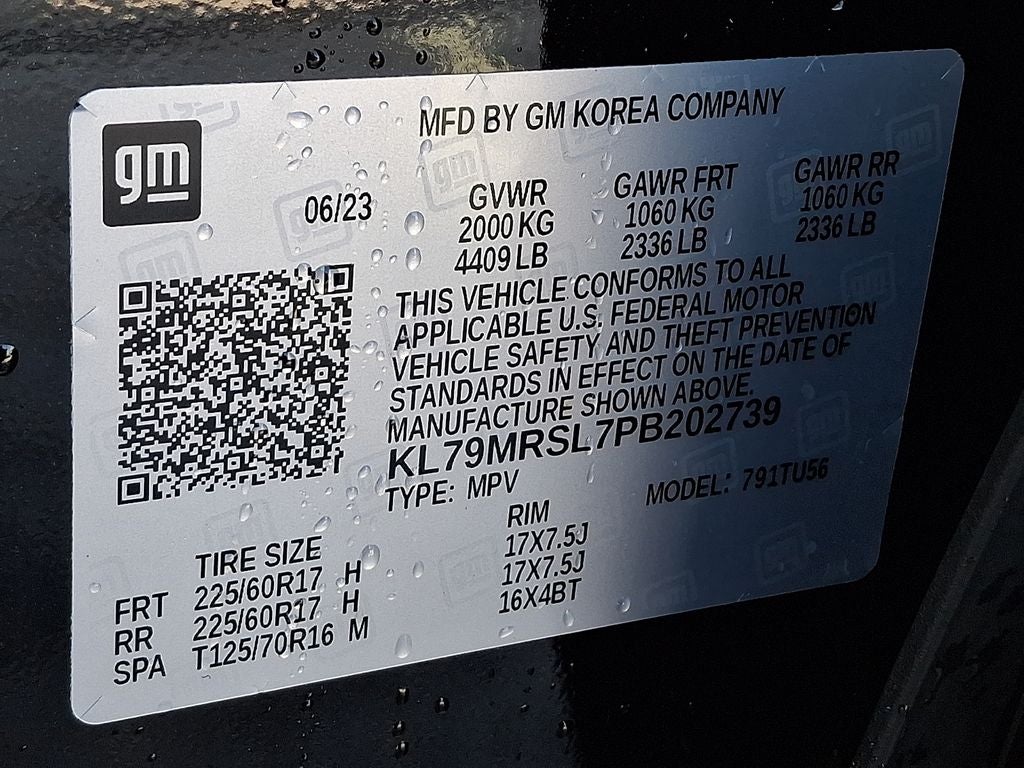 gm
MFD BY GM KOREA COMPANY
06/23
GVWR GAWR FRT GAWR RR
2000 KG 1060 KG 1060 KG
4409 LB 2336 LB 2336 LB
THIS VEHICLE CONFORMS TO ALL
APPLICABLE U.S. FEDERAL MOTOR
VEHICLE SAFETY AND THEFT PREVENTION
STANDARDS IN EFFECT ON THE DATE OF
MANUFACTURE SHOWN ABOVE.
KL79MRSL7PB202739
TYPE: MPV MODEL: 791TU56
TIRE SIZE RIM
FRT 225/60R17 H 17X7.5J
RR 225/60R17 H 17X7.5J
SPA T125/70R16 M 16X4BT